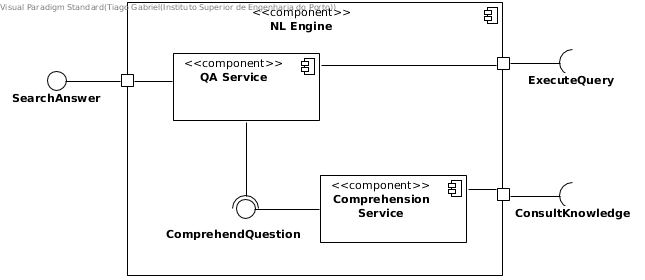 Visual Paradigm Standard(Tiago Gabriel(Instituto Superior de Engenharia do Porto))
<<component>>
NL Engine
<<component>>
QA Service
SearchAnswer
ExecuteQuery
<<component>>
Comprehension
Service
ComprehendQuestion
ConsultKnowledge